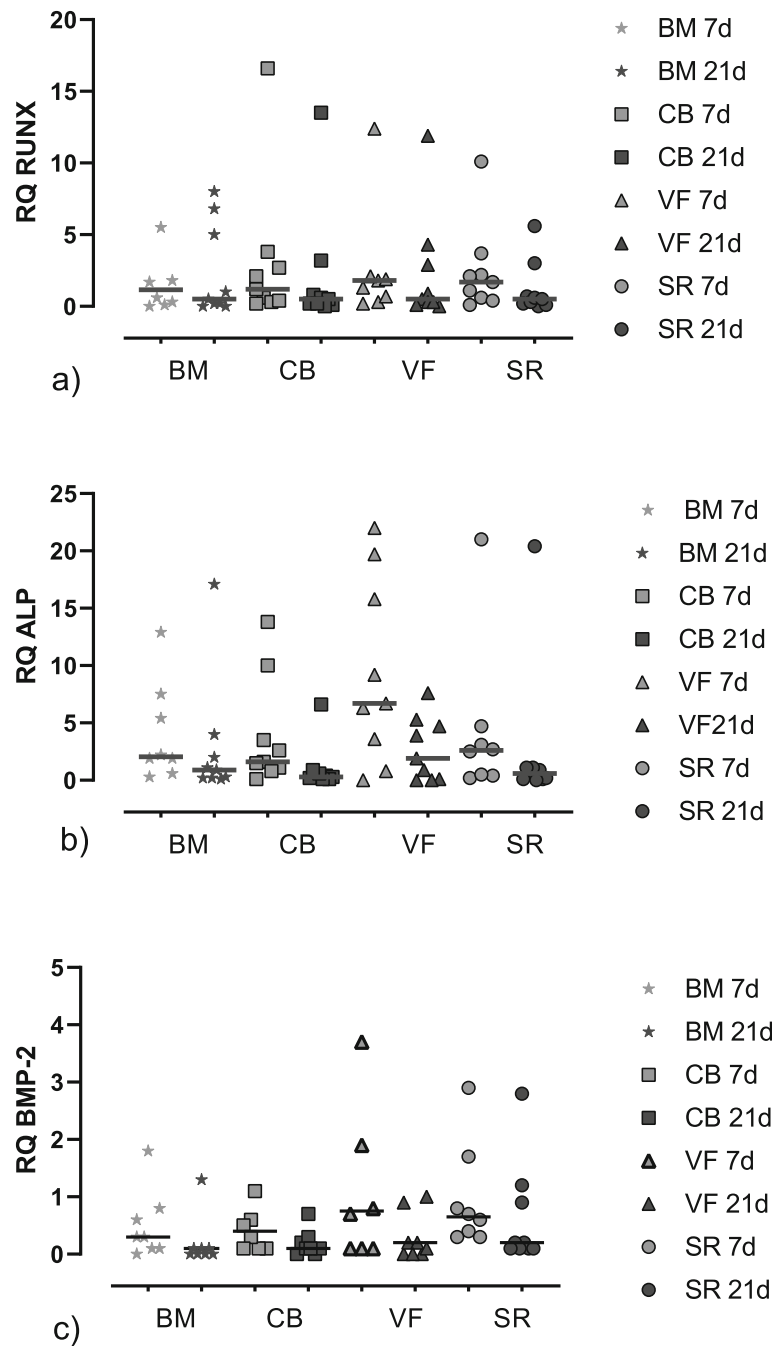 20
15
10
5
0
RQ RUNX
BM
CB
VF
SR
a)
BM 7d
BM 21d
CB 7d
CB 21d
VF 7d
VF 21d
SR 7d
SR 21d
25
20
15
10
5
0
RQ ALP
BM
CB
VF
SR
b)
BM 7d
BM 21d
CB 7d
CB 21d
VF 7d
VF21d
SR 7d
SR 21d
5
4
3
2
1
0
RQ BMP-2
BM
CB
VF
SR
c)
BM 7d
BM 21d
CB 7d
CB 21d
VF 7d
VF 21d
SR 7d
SR 21d